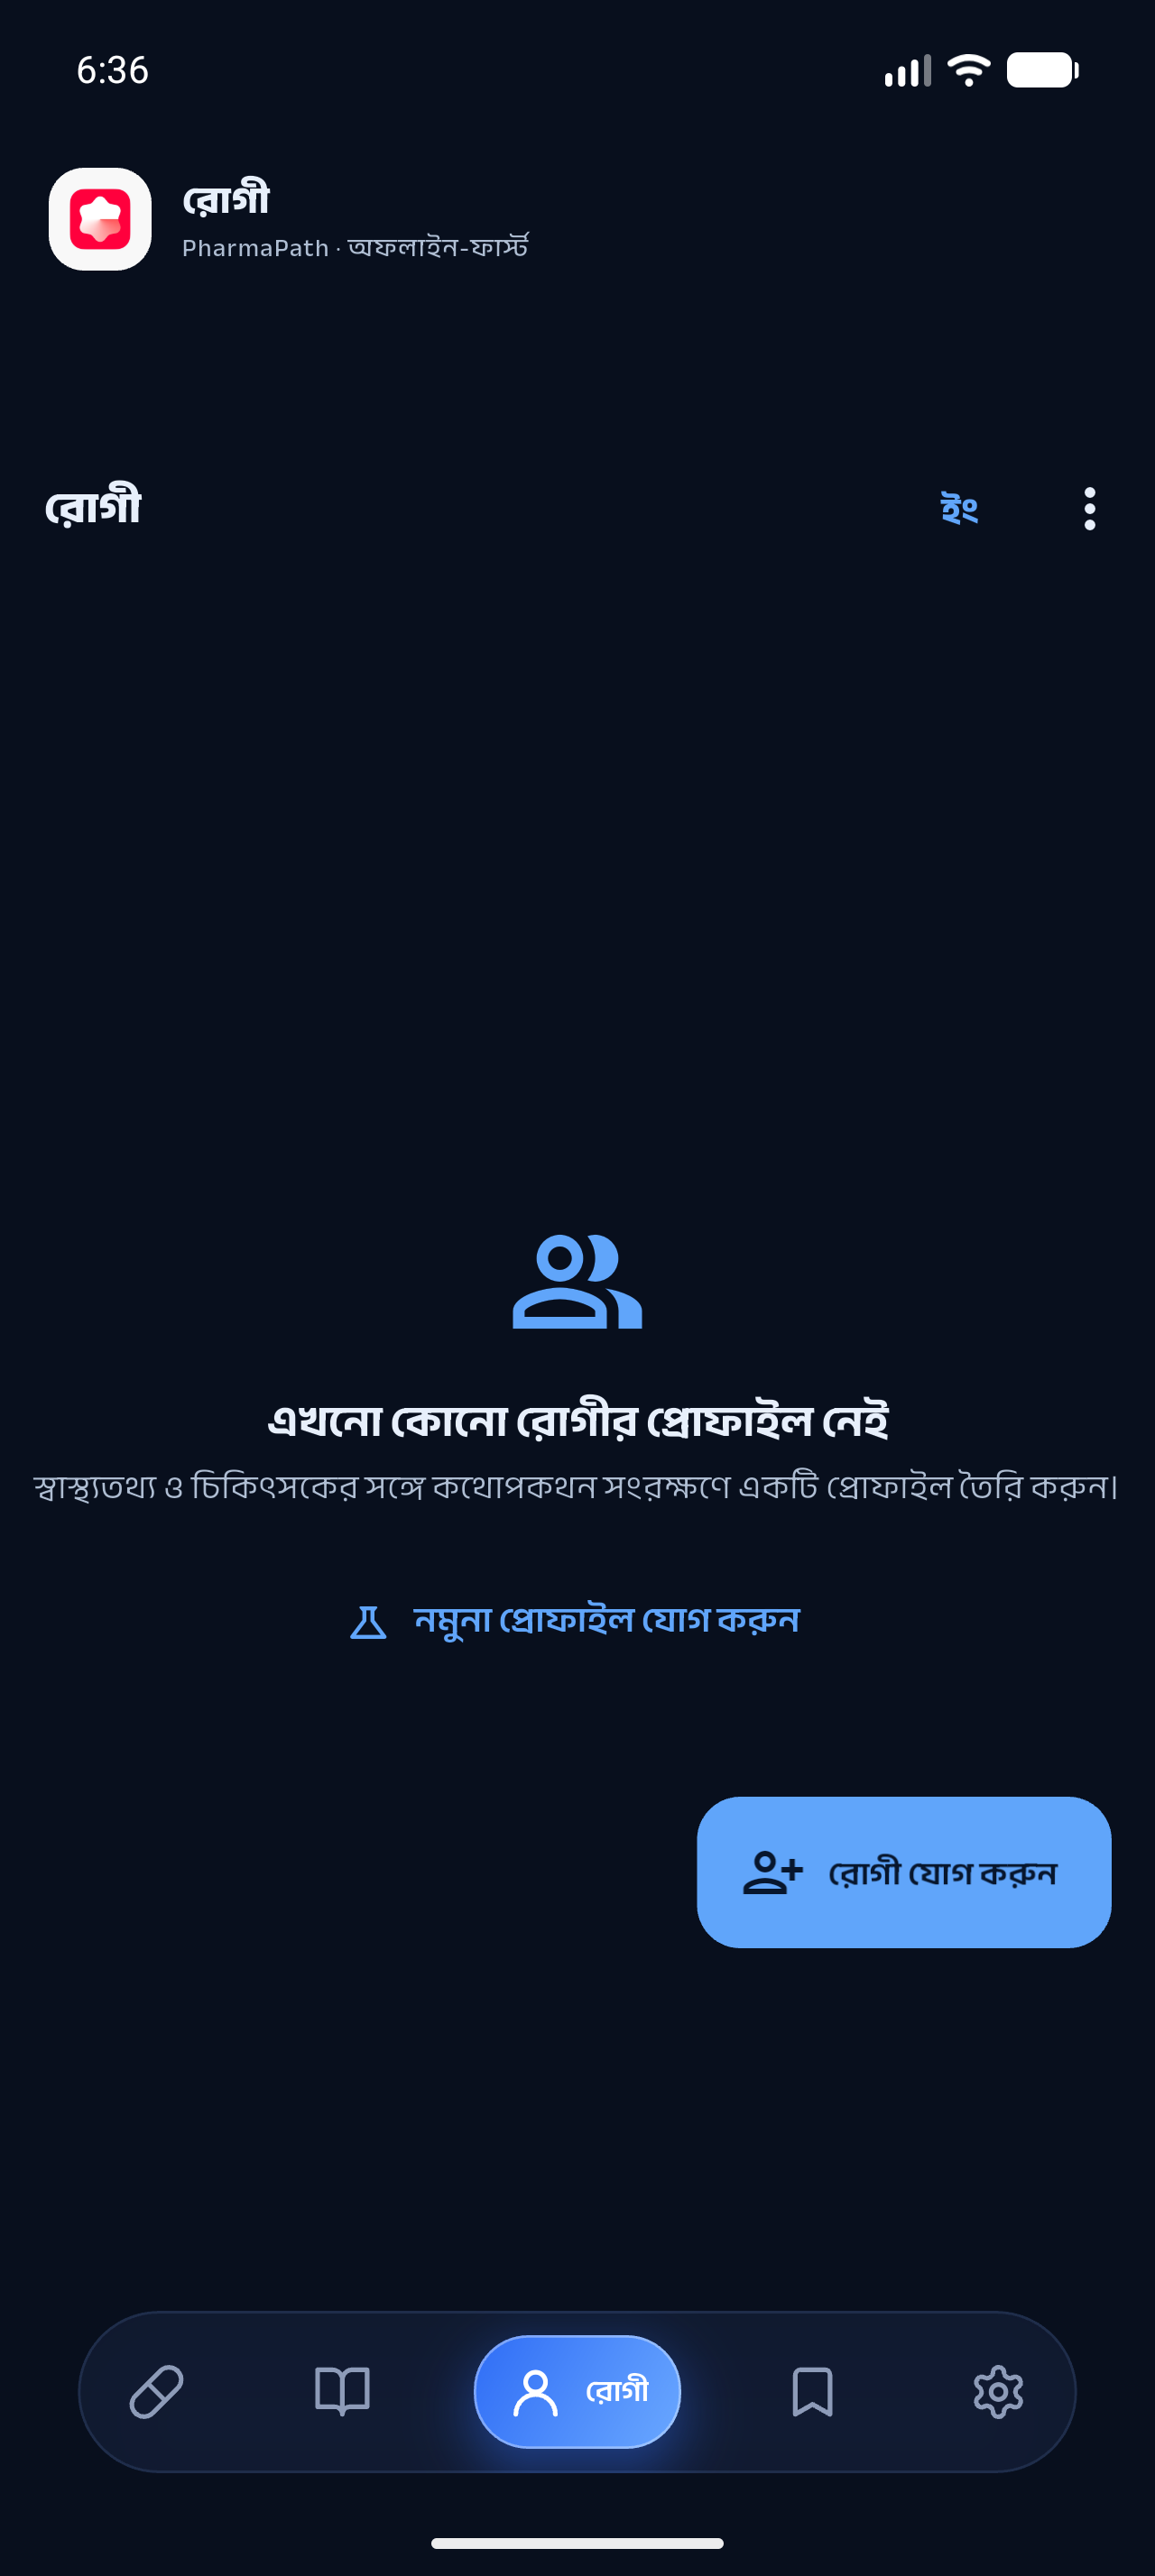 6:36
রোগী
PharmaPath · অফলাইন-ফার্স্ট
রোগী
ইং
এখনো কোনো রোগীর প্রোফাইল নেই
স্বাস্থ্যতথ্য ও চিকিৎসকের সঙ্গে কথোপকথন সংরক্ষণে একটি প্রোফাইল তৈরি করুন।
নমুনা প্রোফাইল যোগ করুন
রোগী যোগ করুন
রোগী